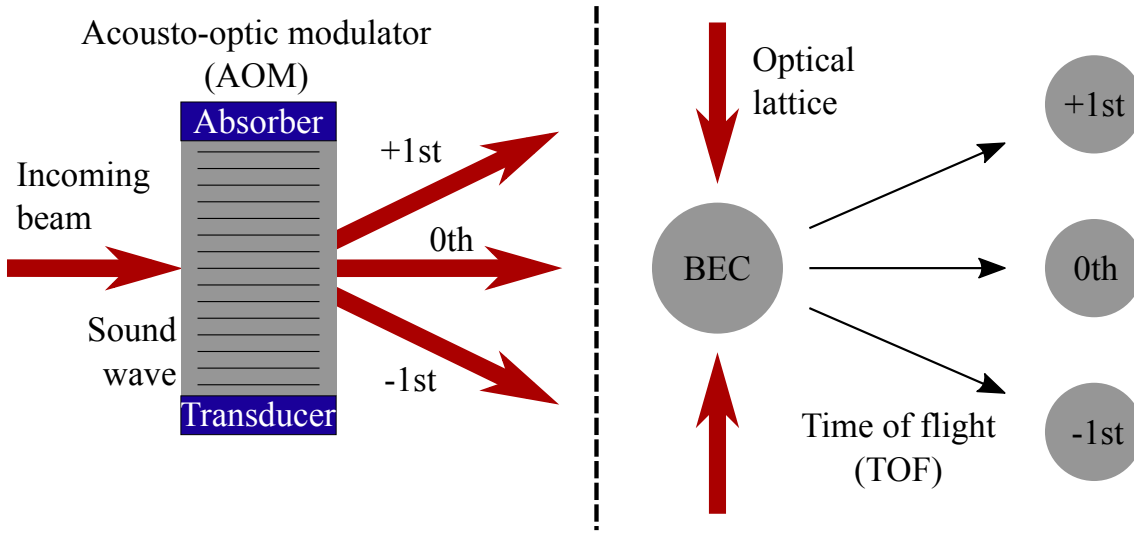 Acousto-optic modulator
(AOM)
Absorber
Incoming
beam
+1st
0th
-1st
Sound
wave
Transducer
Optical
lattice
BEC
+1st
0th
-1st
Time of flight
(TOF)